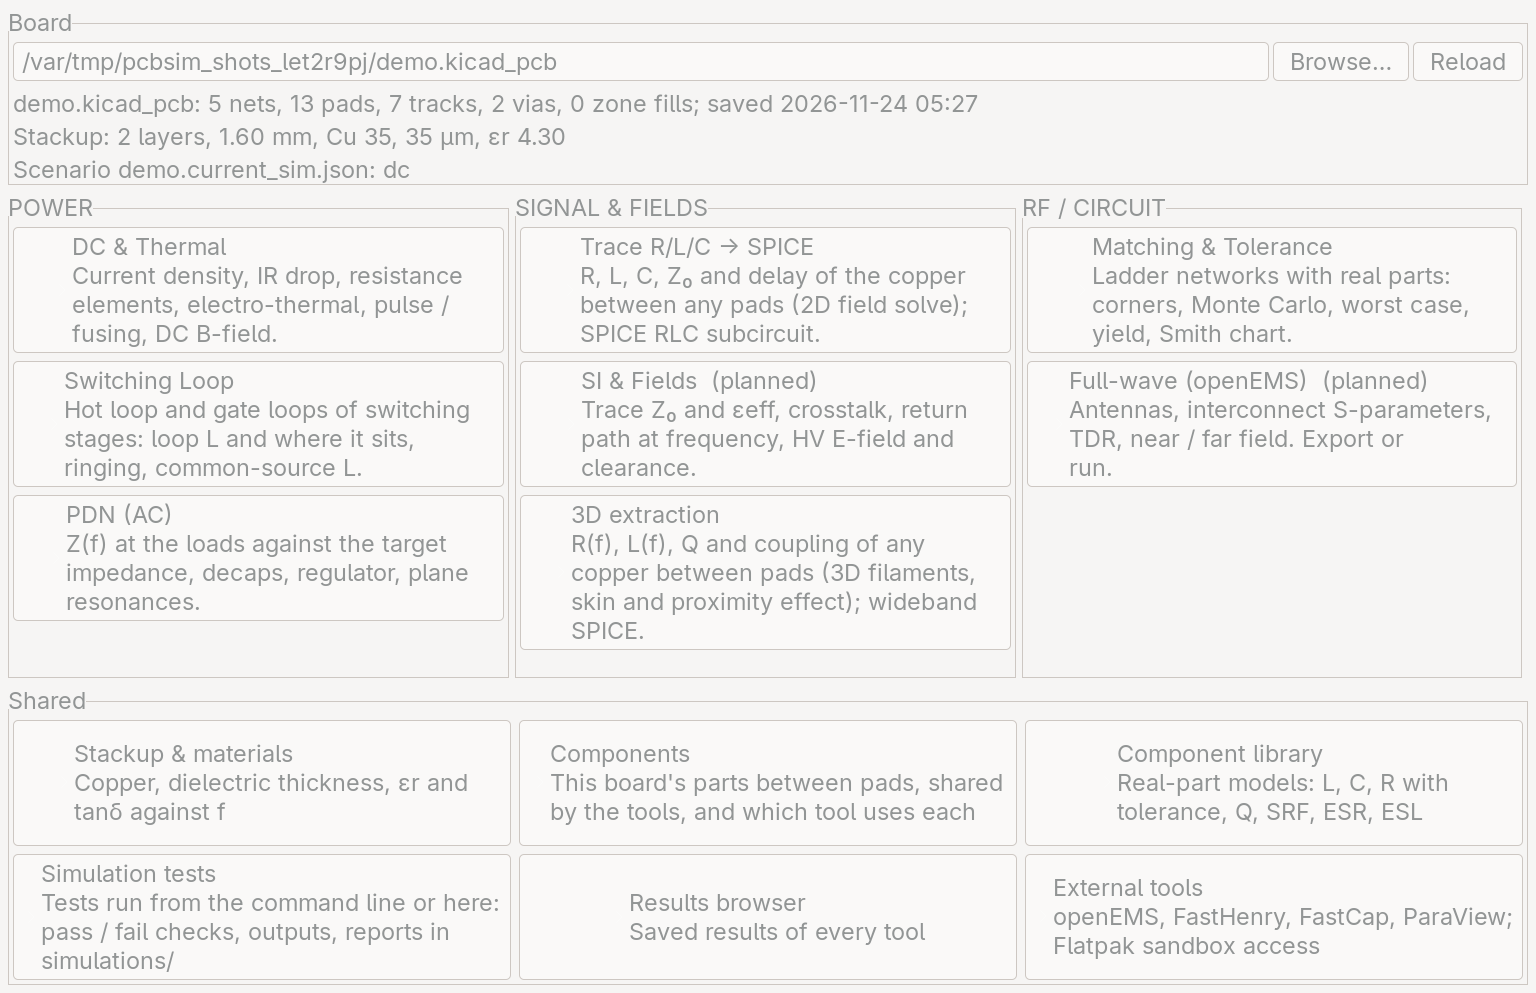 Board
/var/tmp/pcbsim_shots_let2r9pj/demo.kicad_pcb
Browse...
Reload
demo.kicad_pcb: 5 nets, 13 pads, 7 tracks, 2 vias, 0 zone fills; saved 2026-11-24 05:27
Stackup: 2 layers, 1.60 mm, Cu 35, 35 µm, εr 4.30
Scenario demo.current_sim.json: dc
POWER
DC & Thermal
Current density, IR drop, resistance
elements, electro-thermal, pulse /
fusing, DC B-field.
Switching Loop
Hot loop and gate loops of switching
stages: loop L and where it sits,
ringing, common-source L.
PDN (AC)
Z(f) at the loads against the target
impedance, decaps, regulator, plane
resonances.
SIGNAL & FIELDS
Trace R/L/C → SPICE
R, L, C, Z₀ and delay of the copper
between any pads (2D field solve);
SPICE RLC subcircuit.
SI & Fields  (planned)
Trace Z₀ and εeff, crosstalk, return
path at frequency, HV E-field and
clearance.
3D extraction
R(f), L(f), Q and coupling of any
copper between pads (3D filaments,
skin and proximity effect); wideband
SPICE.
RF / CIRCUIT
Matching & Tolerance
Ladder networks with real parts:
corners, Monte Carlo, worst case,
yield, Smith chart.
Full-wave (openEMS)  (planned)
Antennas, interconnect S-parameters,
TDR, near / far field. Export or
run.
Shared
Stackup & materials
Copper, dielectric thickness, εr and
tanδ against f
Components
This board's parts between pads, shared
by the tools, and which tool uses each
Component library
Real-part models: L, C, R with
tolerance, Q, SRF, ESR, ESL
Simulation tests
Tests run from the command line or here:
pass / fail checks, outputs, reports in
simulations/
Results browser
Saved results of every tool
External tools
openEMS, FastHenry, FastCap, ParaView;
Flatpak sandbox access